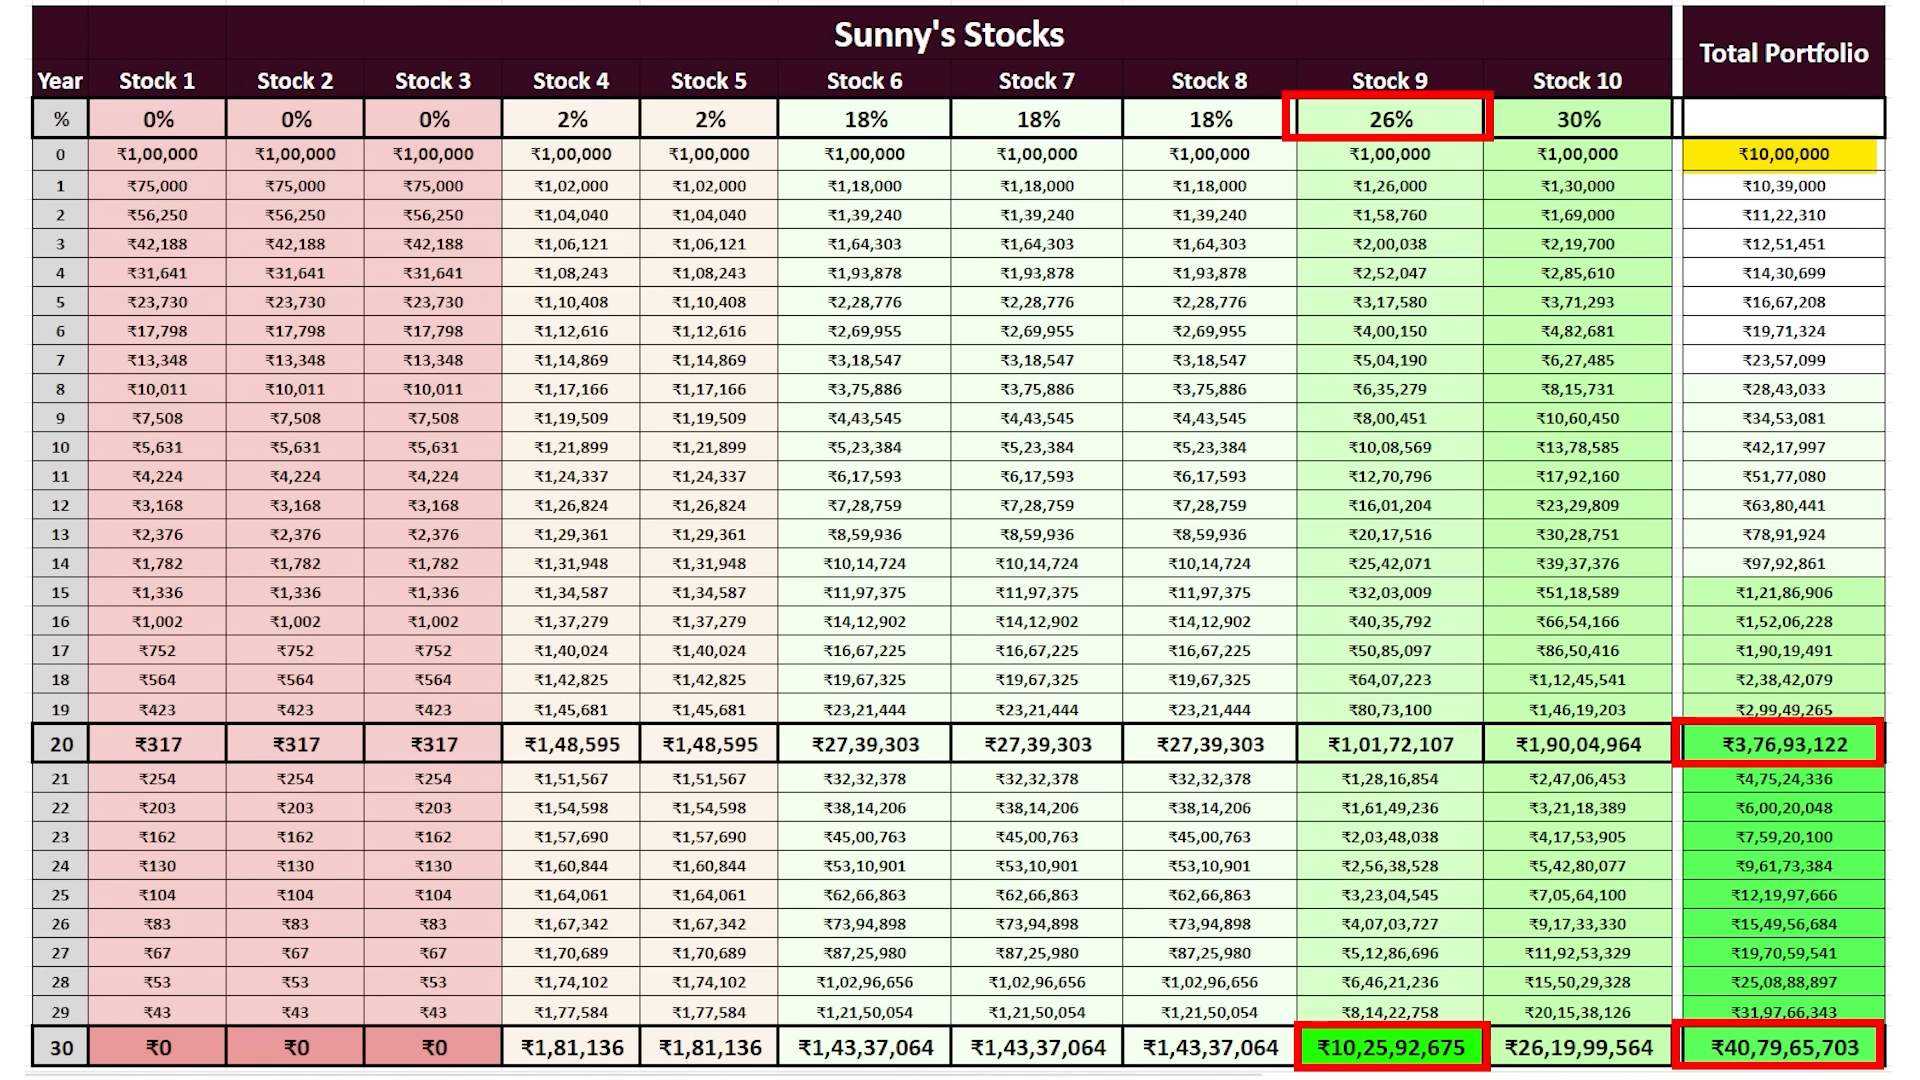 Sunny's Stocks
Total Portfolio
Year Stock 1 Stock 2 Stock 3 Stock 4 Stock 5 Stock 6 Stock 7 Stock 8 Stock 9 Stock 10
% 0% 0% 0% 2% 2% 18% 18% 18% 26% 30%
0 ₹1,00,000 ₹1,00,000 ₹1,00,000 ₹1,00,000 ₹1,00,000 ₹1,00,000 ₹1,00,000 ₹1,00,000 ₹1,00,000 ₹1,00,000 ₹10,00,000
1 ₹75,000 ₹75,000 ₹75,000 ₹1,02,000 ₹1,02,000 ₹1,18,000 ₹1,18,000 ₹1,18,000 ₹1,26,000 ₹1,30,000 ₹10,39,000
2 ₹56,250 ₹56,250 ₹56,250 ₹1,04,040 ₹1,04,040 ₹1,39,240 ₹1,39,240 ₹1,39,240 ₹1,58,760 ₹1,69,000 ₹11,22,310
3 ₹42,188 ₹42,188 ₹42,188 ₹1,06,121 ₹1,06,121 ₹1,64,303 ₹1,64,303 ₹1,64,303 ₹2,00,038 ₹2,19,700 ₹12,51,451
4 ₹31,641 ₹31,641 ₹31,641 ₹1,08,243 ₹1,08,243 ₹1,93,878 ₹1,93,878 ₹1,93,878 ₹2,52,047 ₹2,85,610 ₹14,30,699
5 ₹23,730 ₹23,730 ₹23,730 ₹1,10,408 ₹1,10,408 ₹2,28,776 ₹2,28,776 ₹2,28,776 ₹3,17,580 ₹3,71,293 ₹16,67,208
6 ₹17,798 ₹17,798 ₹17,798 ₹1,12,616 ₹1,12,616 ₹2,69,955 ₹2,69,955 ₹2,69,955 ₹4,00,150 ₹4,82,681 ₹19,71,324
7 ₹13,348 ₹13,348 ₹13,348 ₹1,14,869 ₹1,14,869 ₹3,18,547 ₹3,18,547 ₹3,18,547 ₹5,04,190 ₹6,27,485 ₹23,57,099
8 ₹10,011 ₹10,011 ₹10,011 ₹1,17,166 ₹1,17,166 ₹3,75,886 ₹3,75,886 ₹3,75,886 ₹6,35,279 ₹8,15,731 ₹28,43,033
9 ₹7,508 ₹7,508 ₹7,508 ₹1,19,509 ₹1,19,509 ₹4,43,545 ₹4,43,545 ₹4,43,545 ₹8,00,451 ₹10,60,450 ₹34,53,081
10 ₹5,631 ₹5,631 ₹5,631 ₹1,21,899 ₹1,21,899 ₹5,23,384 ₹5,23,384 ₹5,23,384 ₹10,08,569 ₹13,78,585 ₹42,17,997
11 ₹4,224 ₹4,224 ₹4,224 ₹1,24,337 ₹1,24,337 ₹6,17,593 ₹6,17,593 ₹6,17,593 ₹12,70,796 ₹17,92,160 ₹51,77,080
12 ₹3,168 ₹3,168 ₹3,168 ₹1,26,824 ₹1,26,824 ₹7,28,759 ₹7,28,759 ₹7,28,759 ₹16,01,204 ₹23,29,809 ₹63,80,441
13 ₹2,376 ₹2,376 ₹2,376 ₹1,29,361 ₹1,29,361 ₹8,59,936 ₹8,59,936 ₹8,59,936 ₹20,17,516 ₹30,28,751 ₹78,91,924
14 ₹1,782 ₹1,782 ₹1,782 ₹1,31,948 ₹1,31,948 ₹10,14,724 ₹10,14,724 ₹10,14,724 ₹25,42,071 ₹39,37,376 ₹97,92,861
15 ₹1,336 ₹1,336 ₹1,336 ₹1,34,587 ₹1,34,587 ₹11,97,375 ₹11,97,375 ₹11,97,375 ₹32,03,009 ₹51,18,589 ₹1,21,86,906
16 ₹1,002 ₹1,002 ₹1,002 ₹1,37,279 ₹1,37,279 ₹14,12,902 ₹14,12,902 ₹14,12,902 ₹40,35,792 ₹66,54,166 ₹1,52,06,228
17 ₹752 ₹752 ₹752 ₹1,40,024 ₹1,40,024 ₹16,67,225 ₹16,67,225 ₹16,67,225 ₹50,85,097 ₹86,50,416 ₹1,90,19,491
18 ₹564 ₹564 ₹564 ₹1,42,825 ₹1,42,825 ₹19,67,325 ₹19,67,325 ₹19,67,325 ₹64,07,223 ₹1,12,45,541 ₹2,38,42,079
19 ₹423 ₹423 ₹423 ₹1,45,681 ₹1,45,681 ₹23,21,444 ₹23,21,444 ₹23,21,444 ₹80,73,100 ₹1,46,19,203 ₹2,99,49,265
20 ₹317 ₹317 ₹317 ₹1,48,595 ₹1,48,595 ₹27,39,303 ₹27,39,303 ₹27,39,303 ₹1,01,72,107 ₹1,90,04,964 ₹3,76,93,122
21 ₹254 ₹254 ₹254 ₹1,51,567 ₹1,51,567 ₹32,32,378 ₹32,32,378 ₹32,32,378 ₹1,28,16,854 ₹2,47,06,453 ₹4,75,24,336
22 ₹203 ₹203 ₹203 ₹1,54,598 ₹1,54,598 ₹38,14,206 ₹38,14,206 ₹38,14,206 ₹1,61,49,236 ₹3,21,18,389 ₹6,00,20,048
23 ₹162 ₹162 ₹162 ₹1,57,690 ₹1,57,690 ₹45,00,763 ₹45,00,763 ₹45,00,763 ₹2,03,48,038 ₹4,17,53,905 ₹7,59,20,100
24 ₹130 ₹130 ₹130 ₹1,60,844 ₹1,60,844 ₹53,10,901 ₹53,10,901 ₹53,10,901 ₹2,56,38,528 ₹5,42,80,077 ₹9,61,73,384
25 ₹104 ₹104 ₹104 ₹1,64,061 ₹1,64,061 ₹62,66,863 ₹62,66,863 ₹62,66,863 ₹3,23,04,545 ₹7,05,64,100 ₹12,19,97,666
26 ₹83 ₹83 ₹83 ₹1,67,342 ₹1,67,342 ₹73,94,898 ₹73,94,898 ₹73,94,898 ₹4,07,03,727 ₹9,17,33,330 ₹15,49,56,684
27 ₹67 ₹67 ₹67 ₹1,70,689 ₹1,70,689 ₹87,25,980 ₹87,25,980 ₹87,25,980 ₹5,12,86,696 ₹11,92,53,329 ₹19,70,59,541
28 ₹53 ₹53 ₹53 ₹1,74,102 ₹1,74,102 ₹1,02,96,656 ₹1,02,96,656 ₹1,02,96,656 ₹6,46,21,236 ₹15,50,29,328 ₹25,08,88,897
29 ₹43 ₹43 ₹43 ₹1,77,584 ₹1,77,584 ₹1,21,50,054 ₹1,21,50,054 ₹1,21,50,054 ₹8,14,22,758 ₹20,15,38,126 ₹31,97,66,343
30 ₹0 ₹0 ₹0 ₹1,81,136 ₹1,81,136 ₹1,43,37,064 ₹1,43,37,064 ₹1,43,37,064 ₹10,25,92,675 ₹26,19,99,564 ₹40,79,65,703